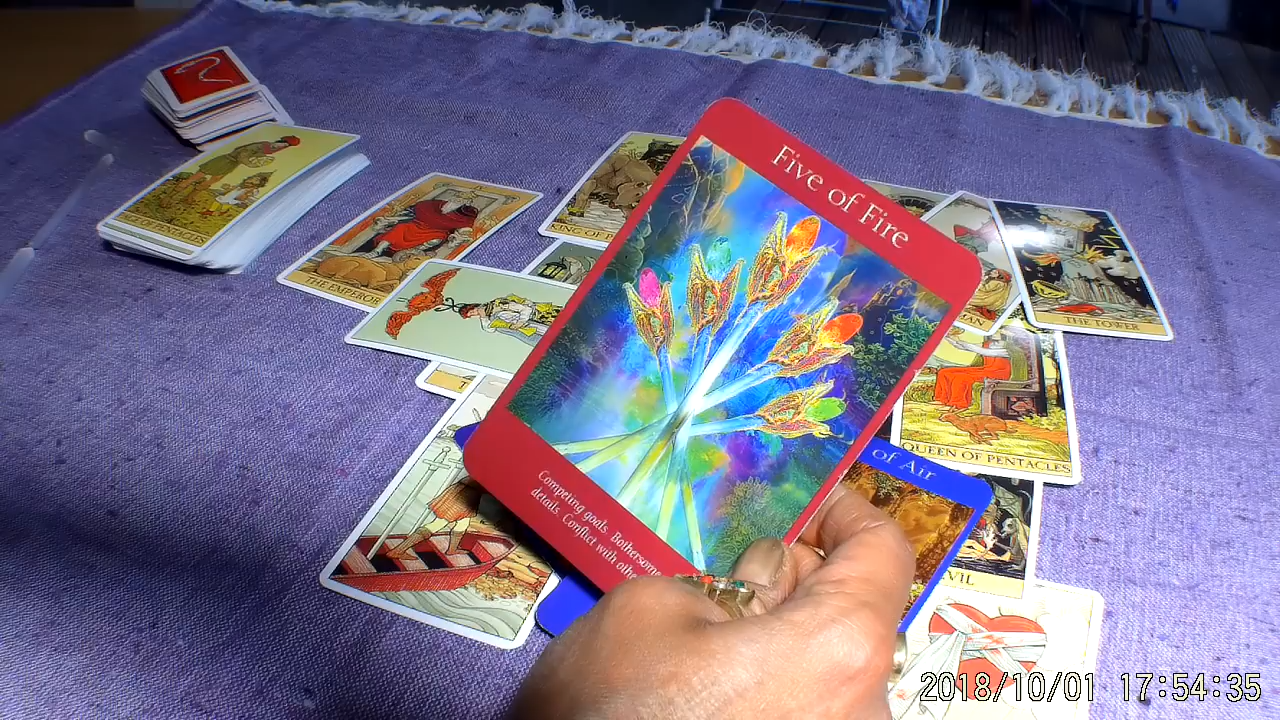 Five of Fire
Competing goals. Bothersome
details. Conflict with othe
PENTACLES
THE EMPEROR
KING OF P
THE TOWER
QUEEN OF PENTACLES
of Air
VIL
2018/10/01 17:54:35